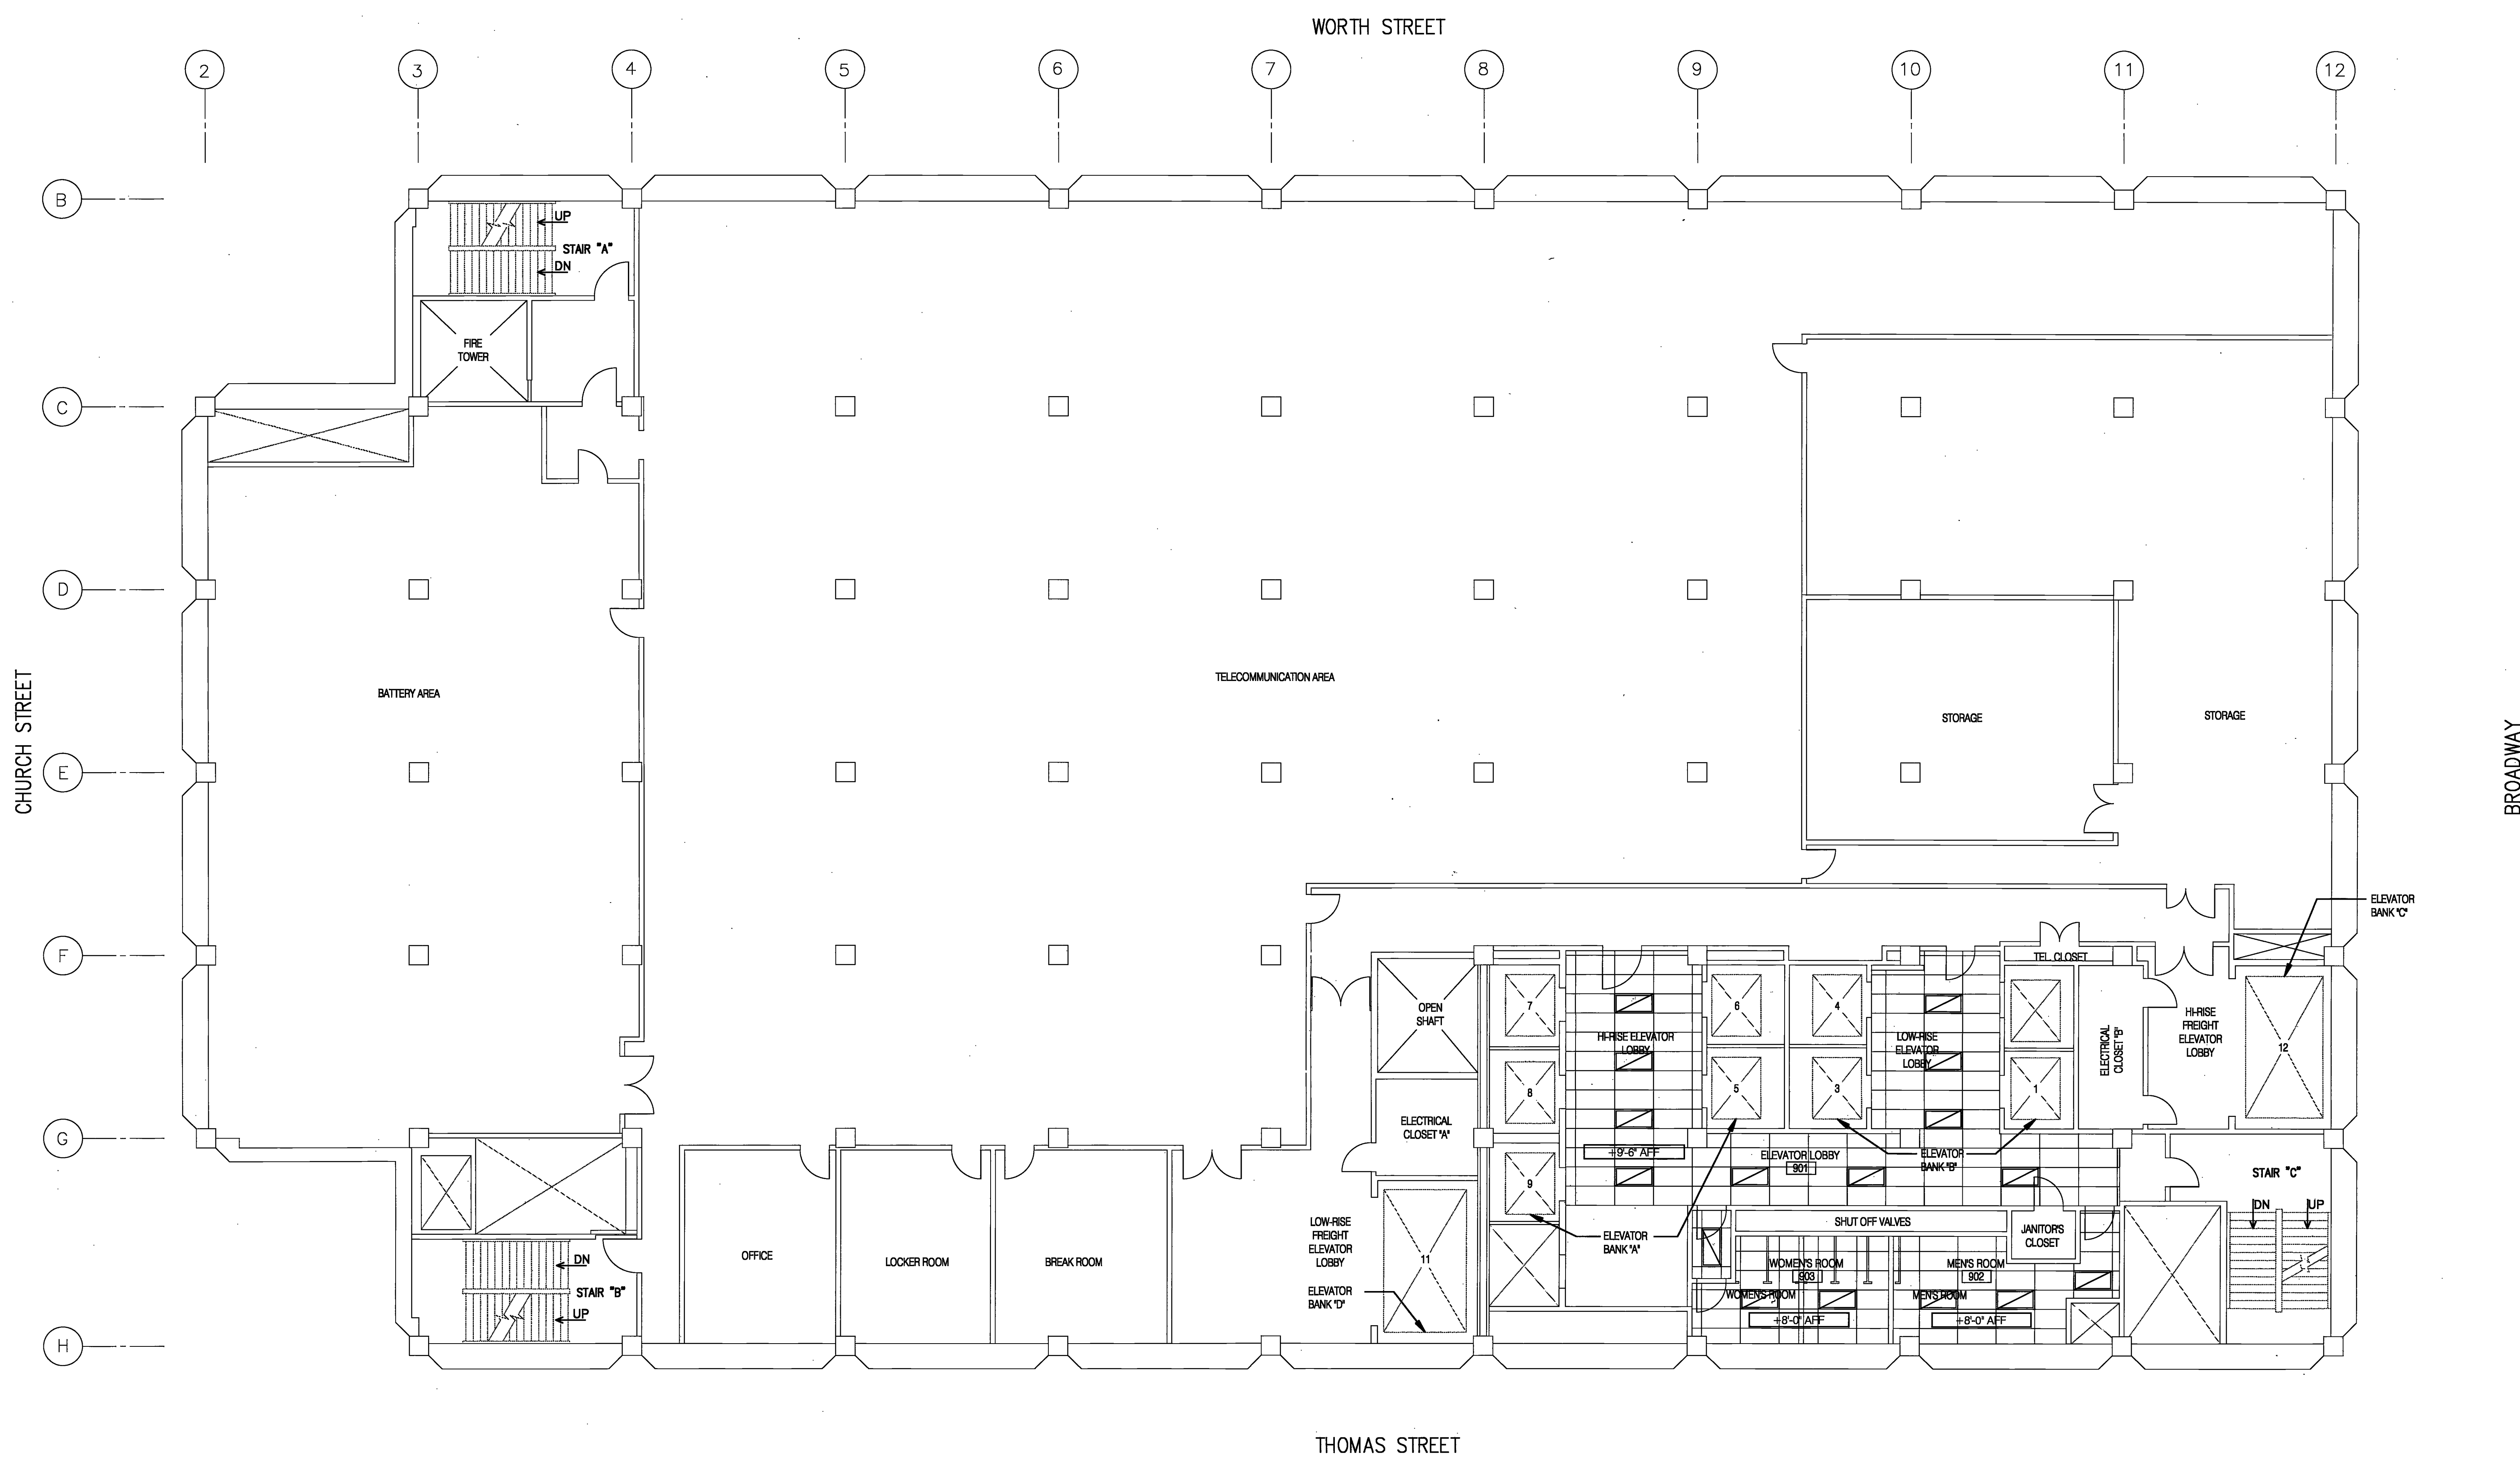 WORTH STREET
2 3 4 5 6 7 8 9 10 11 12
B
UP
STAIR "A"
DN
FIRE
TOWER
C
D
CHURCH STREET
BATTERY AREA
TELECOMMUNICATION AREA
STORAGE
STORAGE
BROADWAY
E
ELEVATOR
BANK "C"
F
TEL. CLOSET
OPEN
SHAFT
7
6
4
HI-RISE ELEVATOR
LOBBY
LOW-RISE
ELEVATOR
LOBBY
ELECTRICAL
CLOSET "B"
HI-RISE
FREIGHT
ELEVATOR
LOBBY
12
8
5
3
1
ELECTRICAL
CLOSET "A"
G
+9'-6" AFF
ELEVATOR LOBBY
901
ELEVATOR
BANK "B"
9
STAIR "C"
DN
UP
LOW-RISE
FREIGHT
ELEVATOR
LOBBY
SHUT OFF VALVES
JANITOR'S
CLOSET
ELEVATOR
BANK "A"
OFFICE
LOCKER ROOM
BREAK ROOM
11
DN
STAIR "B"
UP
ELEVATOR
BANK "D"
WOMEN'S ROOM
903
MEN'S ROOM
902
WOMEN'S ROOM
MEN'S ROOM
+8'-0" AFF
+8'-0" AFF
H
THOMAS STREET